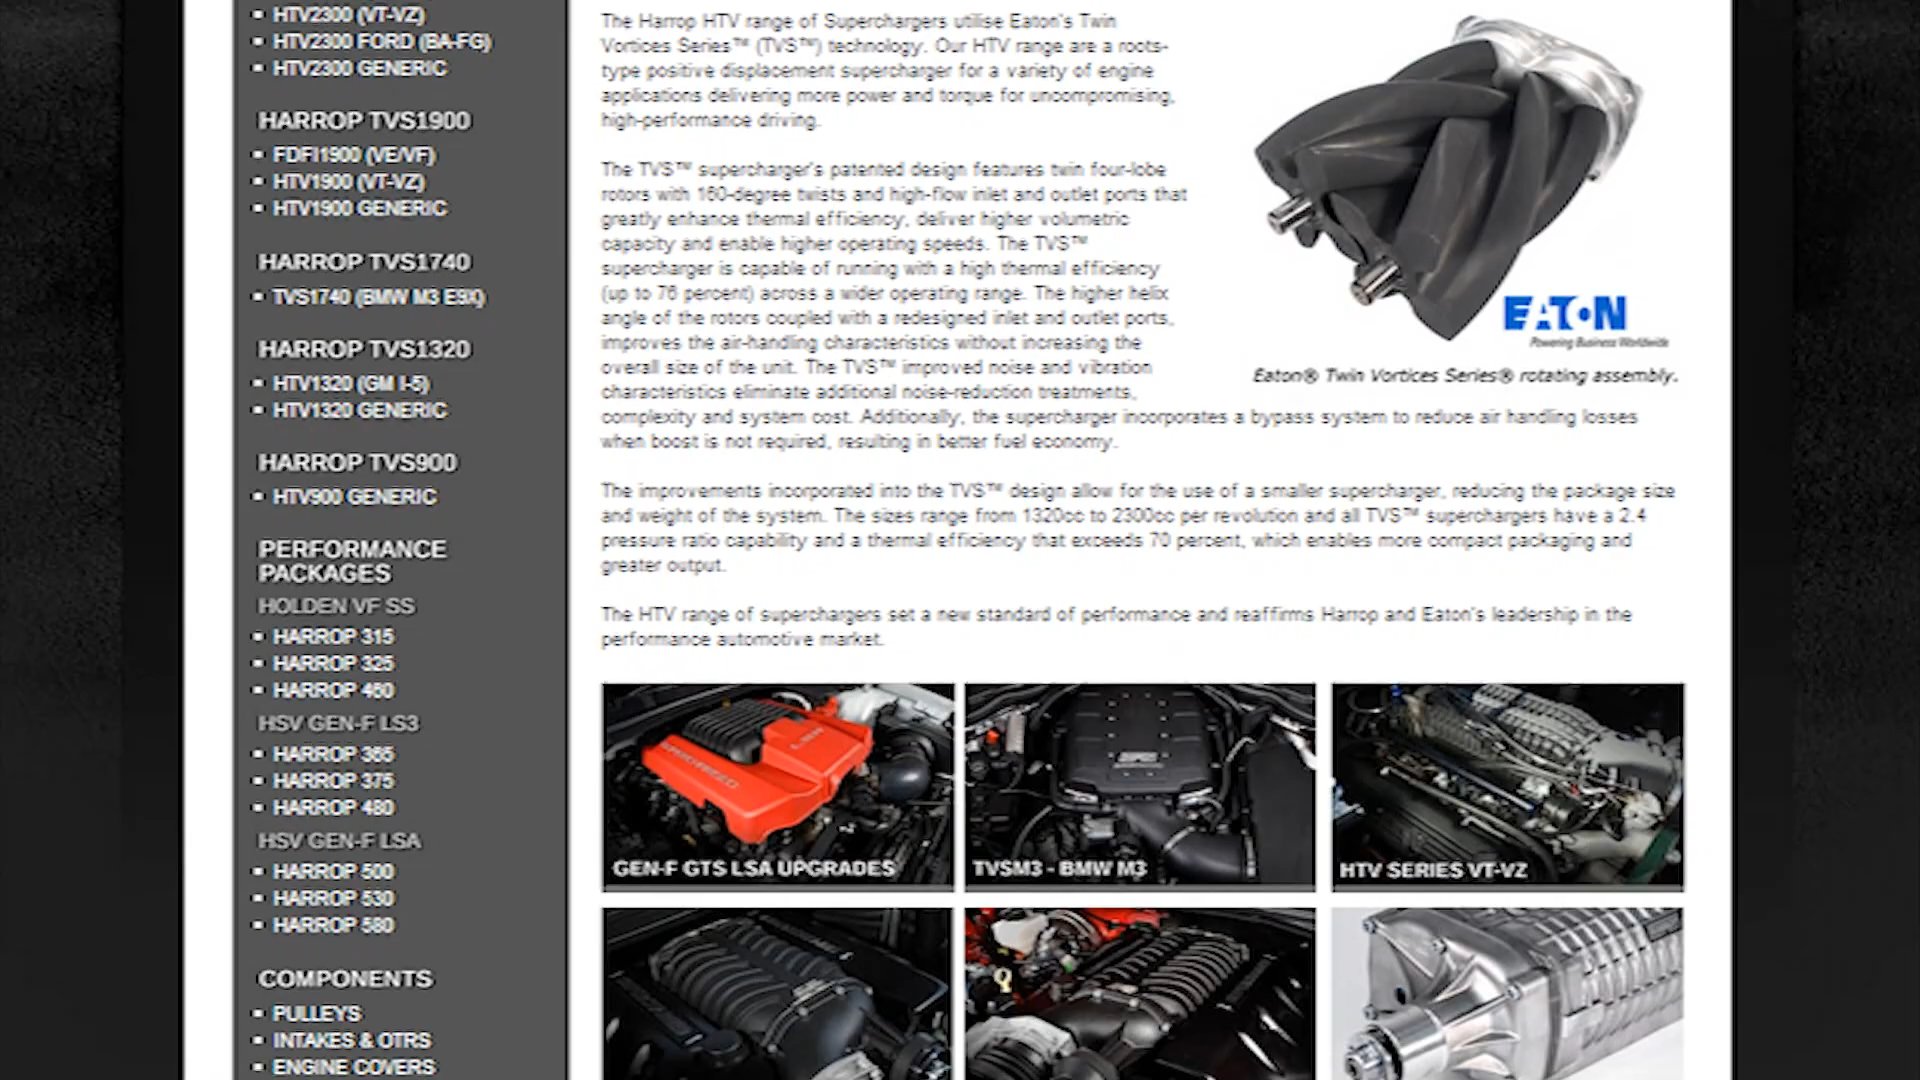 HTV2300 (VT-VZ)
HTV2300 FORD (BA-FG)
HTV2300 GENERIC
HARROP TVS1900
FDFI1900 (VE/VF)
HTV1900 (VT-VZ)
HTV1900 GENERIC
HARROP TVS1740
TVS1740 (BMW M3 E9X)
HARROP TVS1320
HTV1320 (GM I-5)
HTV1320 GENERIC
HARROP TVS900
HTV900 GENERIC
PERFORMANCE
PACKAGES
HOLDEN VF SS
HARROP 315
HARROP 325
HARROP 460
HSV GEN-F LS3
HARROP 365
HARROP 375
HARROP 480
HSV GEN-F LSA
HARROP 500
HARROP 530
HARROP 580
COMPONENTS
PULLEYS
INTAKES & OTRS
ENGINE COVERS
The Harrop HTV range of Superchargers utilise Eaton's Twin
Vortices Series™ (TVS™) technology. Our HTV range are a roots-
type positive displacement supercharger for a variety of engine
applications delivering more power and torque for uncompromising,
high-performance driving.
The TVS™ supercharger's patented design features twin four-lobe
rotors with 160-degree twists and high-flow inlet and outlet ports that
greatly enhance thermal efficiency, deliver higher volumetric
capacity and enable higher operating speeds. The TVS™
supercharger is capable of running with a high thermal efficiency
(up to 76 percent) across a wider operating range. The higher helix
angle of the rotors coupled with a redesigned inlet and outlet ports,
improves the air-handling characteristics without increasing the
overall size of the unit. The TVS™ improved noise and vibration
characteristics eliminate additional noise-reduction treatments,
complexity and system cost. Additionally, the supercharger incorporates a bypass system to reduce air handling losses
when boost is not required, resulting in better fuel economy.
EATON
Powering Business Worldwide
Eaton® Twin Vortices Series® rotating assembly.
The improvements incorporated into the TVS™ design allow for the use of a smaller supercharger, reducing the package size
and weight of the system. The sizes range from 1320cc to 2300cc per revolution and all TVS™ superchargers have a 2.4
pressure ratio capability and a thermal efficiency that exceeds 70 percent, which enables more compact packaging and
greater output.
The HTV range of superchargers set a new standard of performance and reaffirms Harrop and Eaton's leadership in the
performance automotive market.
GEN-F GTS LSA UPGRADES
TVSM3 - BMW M3
HTV SERIES VT-VZ